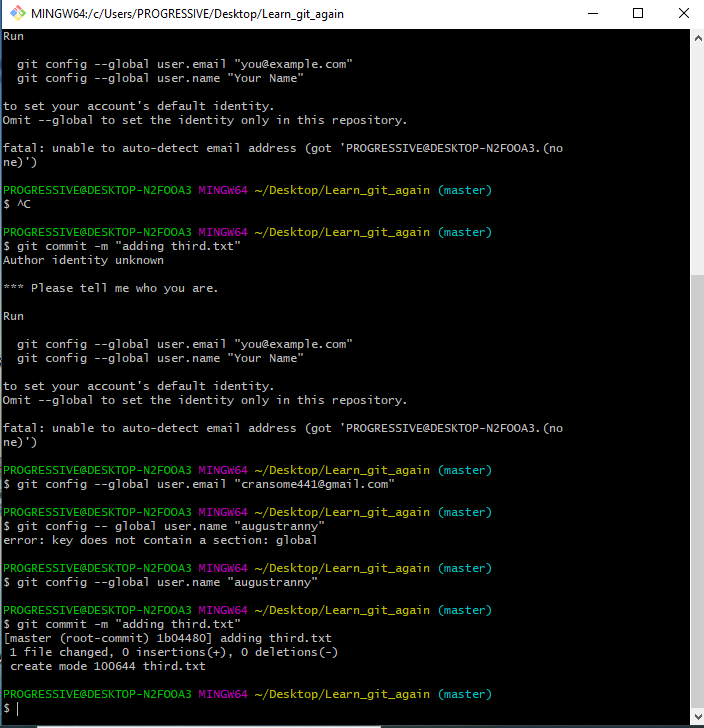 MINGW64:/c/Users/PROGRESSIVE/Desktop/Learn_git_again
Run
git config --global user.email "you@example.com"
git config --global user.name "Your Name"
to set your account's default identity.
Omit --global to set the identity only in this repository.
fatal: unable to auto-detect email address (got 'PROGRESSIVE@DESKTOP-N2FOOA3.(no
ne)')
PROGRESSIVE@DESKTOP-N2FOOA3 MINGW64 ~/Desktop/Learn_git_again (master)
$ ^C
PROGRESSIVE@DESKTOP-N2FOOA3 MINGW64 ~/Desktop/Learn_git_again (master)
$ git commit -m "adding third.txt"
Author identity unknown
*** Please tell me who you are.
Run
git config --global user.email "you@example.com"
git config --global user.name "Your Name"
to set your account's default identity.
Omit --global to set the identity only in this repository.
fatal: unable to auto-detect email address (got 'PROGRESSIVE@DESKTOP-N2FOOA3.(no
ne)')
PROGRESSIVE@DESKTOP-N2FOOA3 MINGW64 ~/Desktop/Learn_git_again (master)
$ git config --global user.email "cransome441@gmail.com"
PROGRESSIVE@DESKTOP-N2FOOA3 MINGW64 ~/Desktop/Learn_git_again (master)
$ git config -- global user.name "augustranny"
error: key does not contain a section: global
PROGRESSIVE@DESKTOP-N2FOOA3 MINGW64 ~/Desktop/Learn_git_again (master)
$ git config --global user.name "augustranny"
PROGRESSIVE@DESKTOP-N2FOOA3 MINGW64 ~/Desktop/Learn_git_again (master)
$ git commit -m "adding third.txt"
[master (root-commit) 1b04480] adding third.txt
1 file changed, 0 insertions(+), 0 deletions(-)
create mode 100644 third.txt
PROGRESSIVE@DESKTOP-N2FOOA3 MINGW64 ~/Desktop/Learn_git_again (master)
$